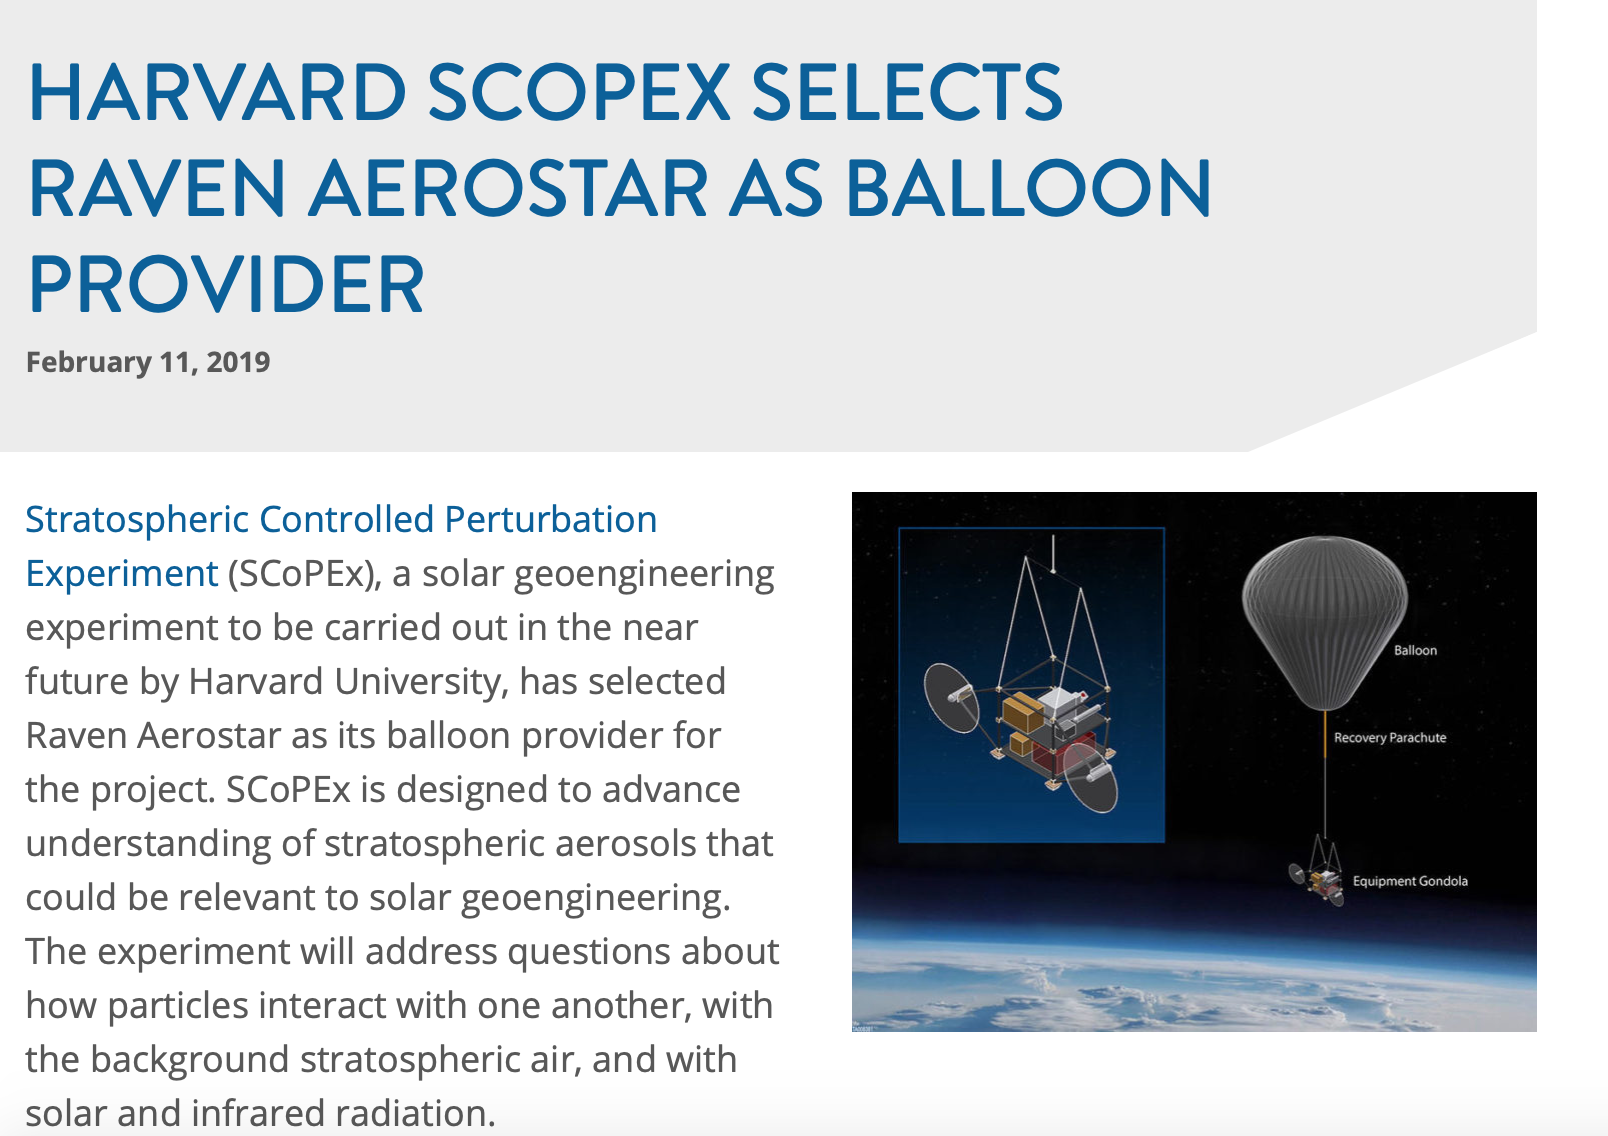 HARVARD SCOPEX SELECTS
RAVEN AEROSTAR AS BALLOON
PROVIDER
February 11, 2019
Stratospheric Controlled Perturbation
Experiment (SCoPEx), a solar geoengineering
experiment to be carried out in the near
future by Harvard University, has selected
Raven Aerostar as its balloon provider for
the project. SCoPEx is designed to advance
understanding of stratospheric aerosols that
could be relevant to solar geoengineering.
The experiment will address questions about
how particles interact with one another, with
the background stratospheric air, and with
solar and infrared radiation.
Balloon
Recovery Parachute
Equipment Gondola